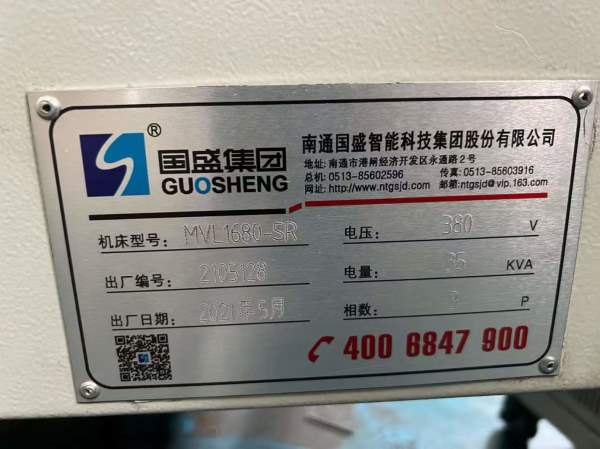 国盛集团®
GUOSHENG
南通国盛智能科技集团股份有限公司
地址: 南通市港闸经济开发区永通路2号
总机: 0513-85602596 传真: 0513-85603916
网址: http://www.ntgsjd.com 邮箱: ntgsjd@vip.163.com
机床型号: MVL1680-SR 电压: 380 V
出厂编号: 2105128 电量: 35 KVA
出厂日期: 2021年5月 相数: 3 P
400 6847 900